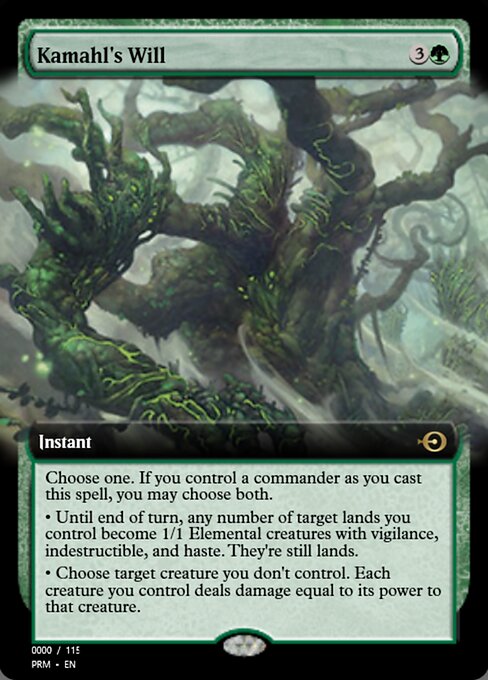 Kamahl's Will
3
Instant
Choose one. If you control a commander as you cast
this spell, you may choose both.
• Until end of turn, any number of target lands you
control become 1/1 Elemental creatures with vigilance,
indestructible, and haste. They're still lands.
• Choose target creature you don't control. Each
creature you control deals damage equal to its power to
that creature.
0000 / 115
PRM • EN